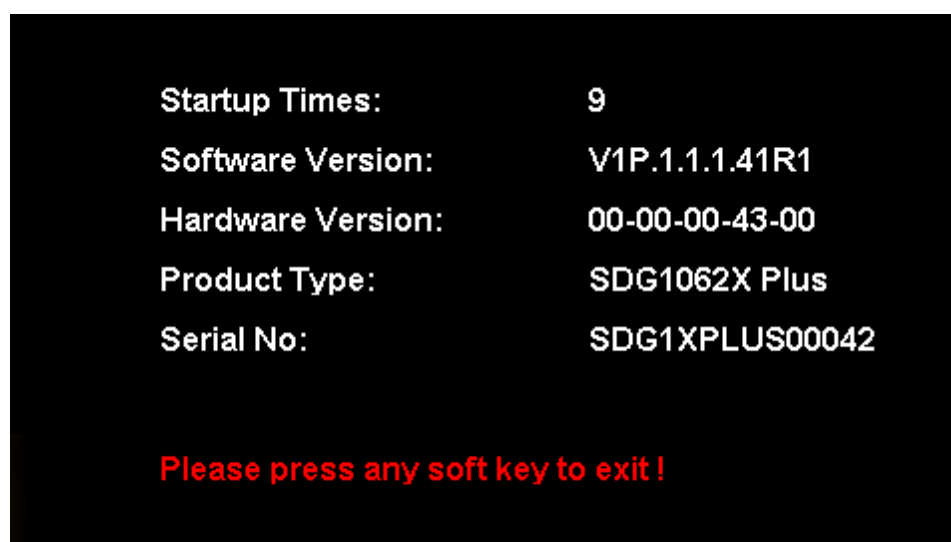 Startup Times: 9
Software Version: V1P.1.1.1.41R1
Hardware Version: 00-00-00-43-00
Product Type: SDG1062X Plus
Serial No: SDG1XPLUS00042
Please press any soft key to exit !